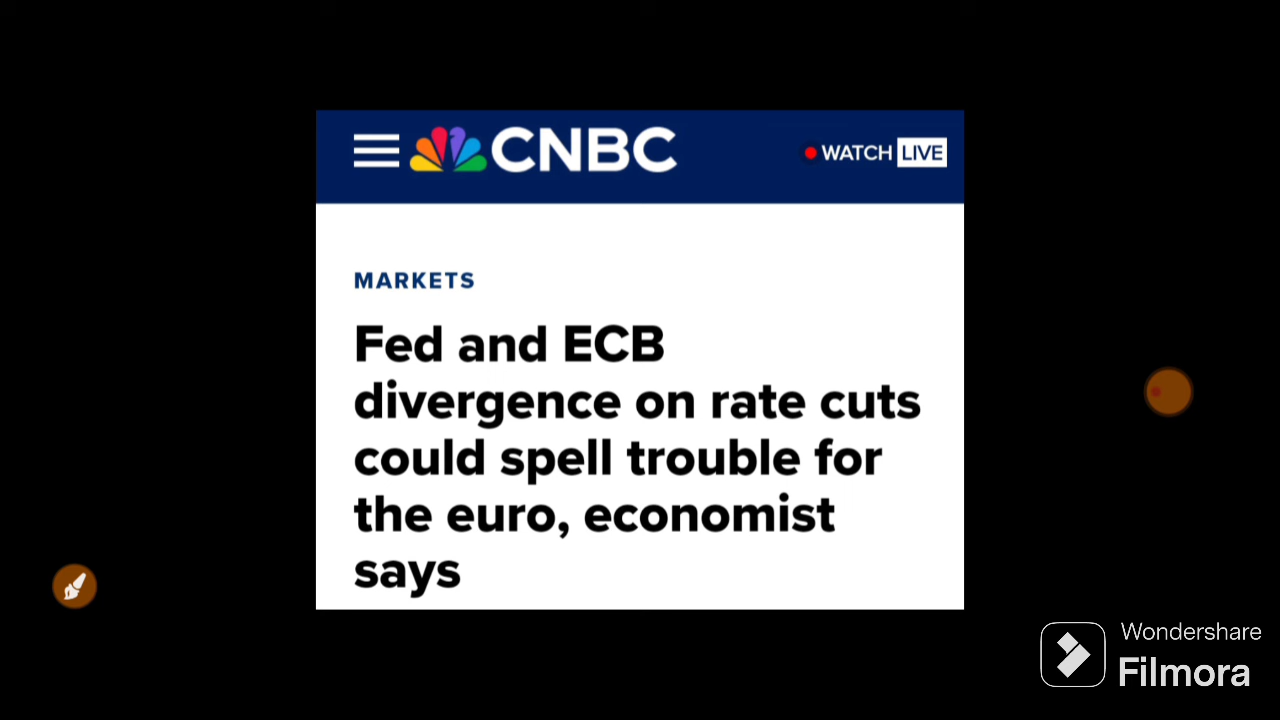 CNBC
WATCH LIVE
MARKETS
Fed and ECB
divergence on rate cuts
could spell trouble for
the euro, economist
says
Wondershare
Filmora